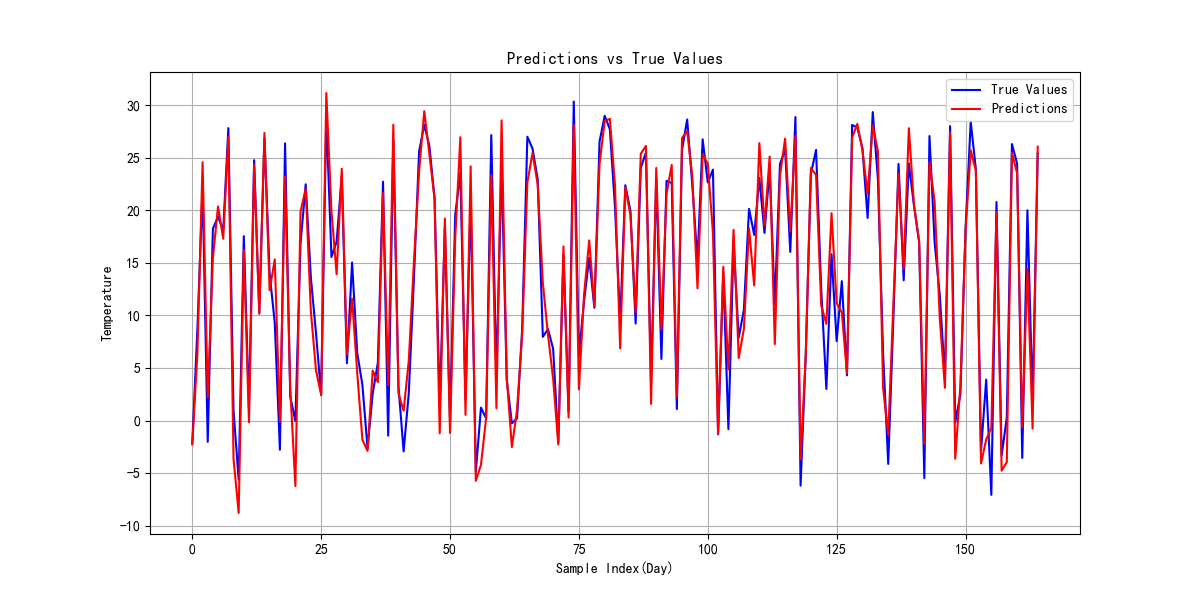 Predictions vs True Values
True Values
Predictions
Temperature
30
25
20
15
10
5
0
−5
−10
0 25 50 75 100 125 150
Sample Index(Day)